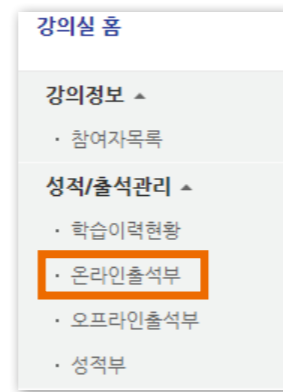 강의실 홈
강의정보 ▲
· 참여자목록
성적/출석관리 ▲
· 학습이력현황
· 온라인출석부
· 오프라인출석부
· 성적부